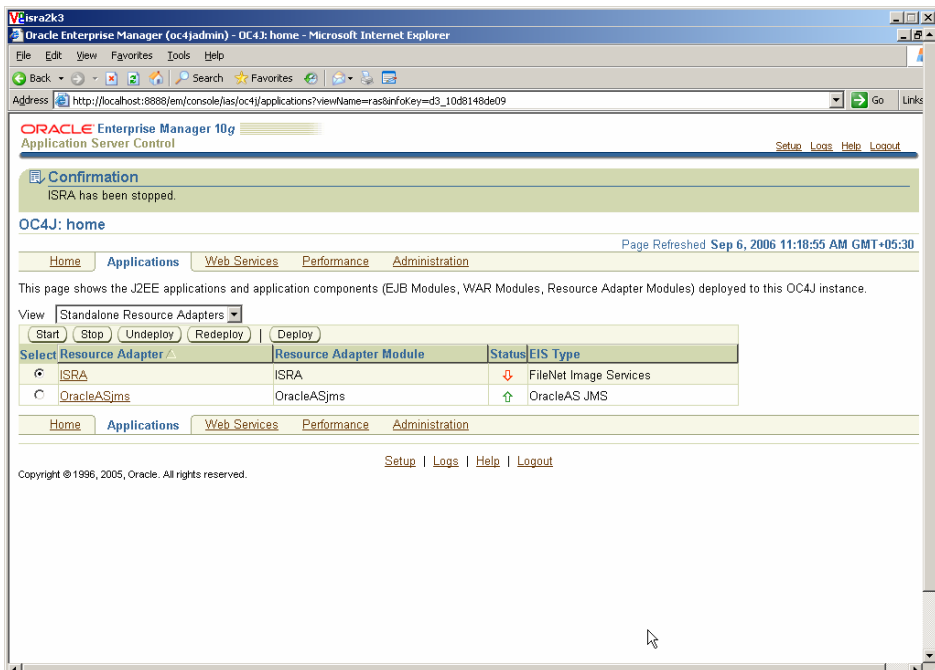 isra2k3
Oracle Enterprise Manager (oc4jadmin) - OC4J: home - Microsoft Internet Explorer
File Edit View Favorites Tools Help
Back Search Favorites
Address http://localhost:8888/em/console/ias/oc4j/applications?viewName=ras&infoKey=d3_10d8148de09 Go Links
ORACLE Enterprise Manager 10g
Application Server Control
Setup Logs Help Logout
Confirmation
ISRA has been stopped.
OC4J: home
Page Refreshed Sep 6, 2006 11:18:55 AM GMT+05:30
Home Applications Web Services Performance Administration
This page shows the J2EE applications and application components (EJB Modules, WAR Modules, Resource Adapter Modules) deployed to this OC4J instance.
View Standalone Resource Adapters
Start Stop Undeploy Redeploy | Deploy
Select Resource Adapter Resource Adapter Module Status EIS Type
ISRA ISRA FileNet Image Services
OracleASjms OracleASjms OracleAS JMS
Home Applications Web Services Performance Administration
Setup | Logs | Help | Logout
Copyright © 1996, 2005, Oracle. All rights reserved.